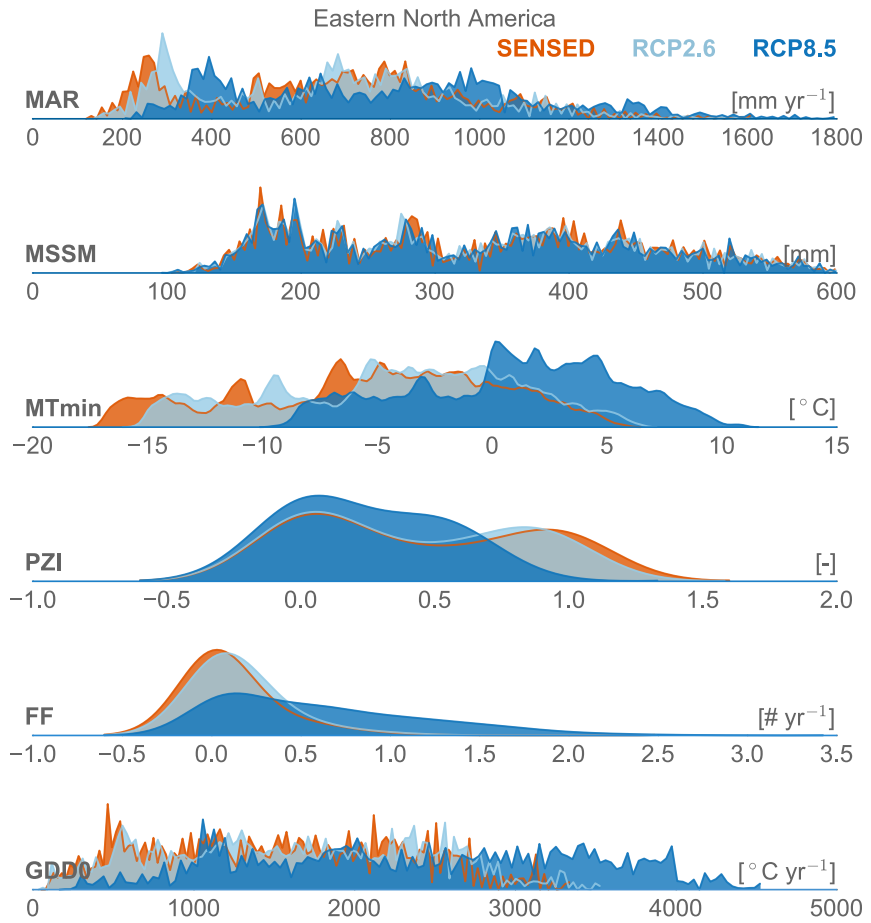 Eastern North America
SENSED RCP2.6 RCP8.5
MAR [mm yr⁻¹]
0 200 400 600 800 1000 1200 1400 1600 1800
MSSM [mm]
0 100 200 300 400 500 600
MTmin [°C]
−20 −15 −10 −5 0 5 10 15
PZI [-]
−1.0 −0.5 0.0 0.5 1.0 1.5 2.0
FF [# yr⁻¹]
−1.0 −0.5 0.0 0.5 1.0 1.5 2.0 2.5 3.0 3.5
GDD0 [°C yr⁻¹]
0 1000 2000 3000 4000 5000